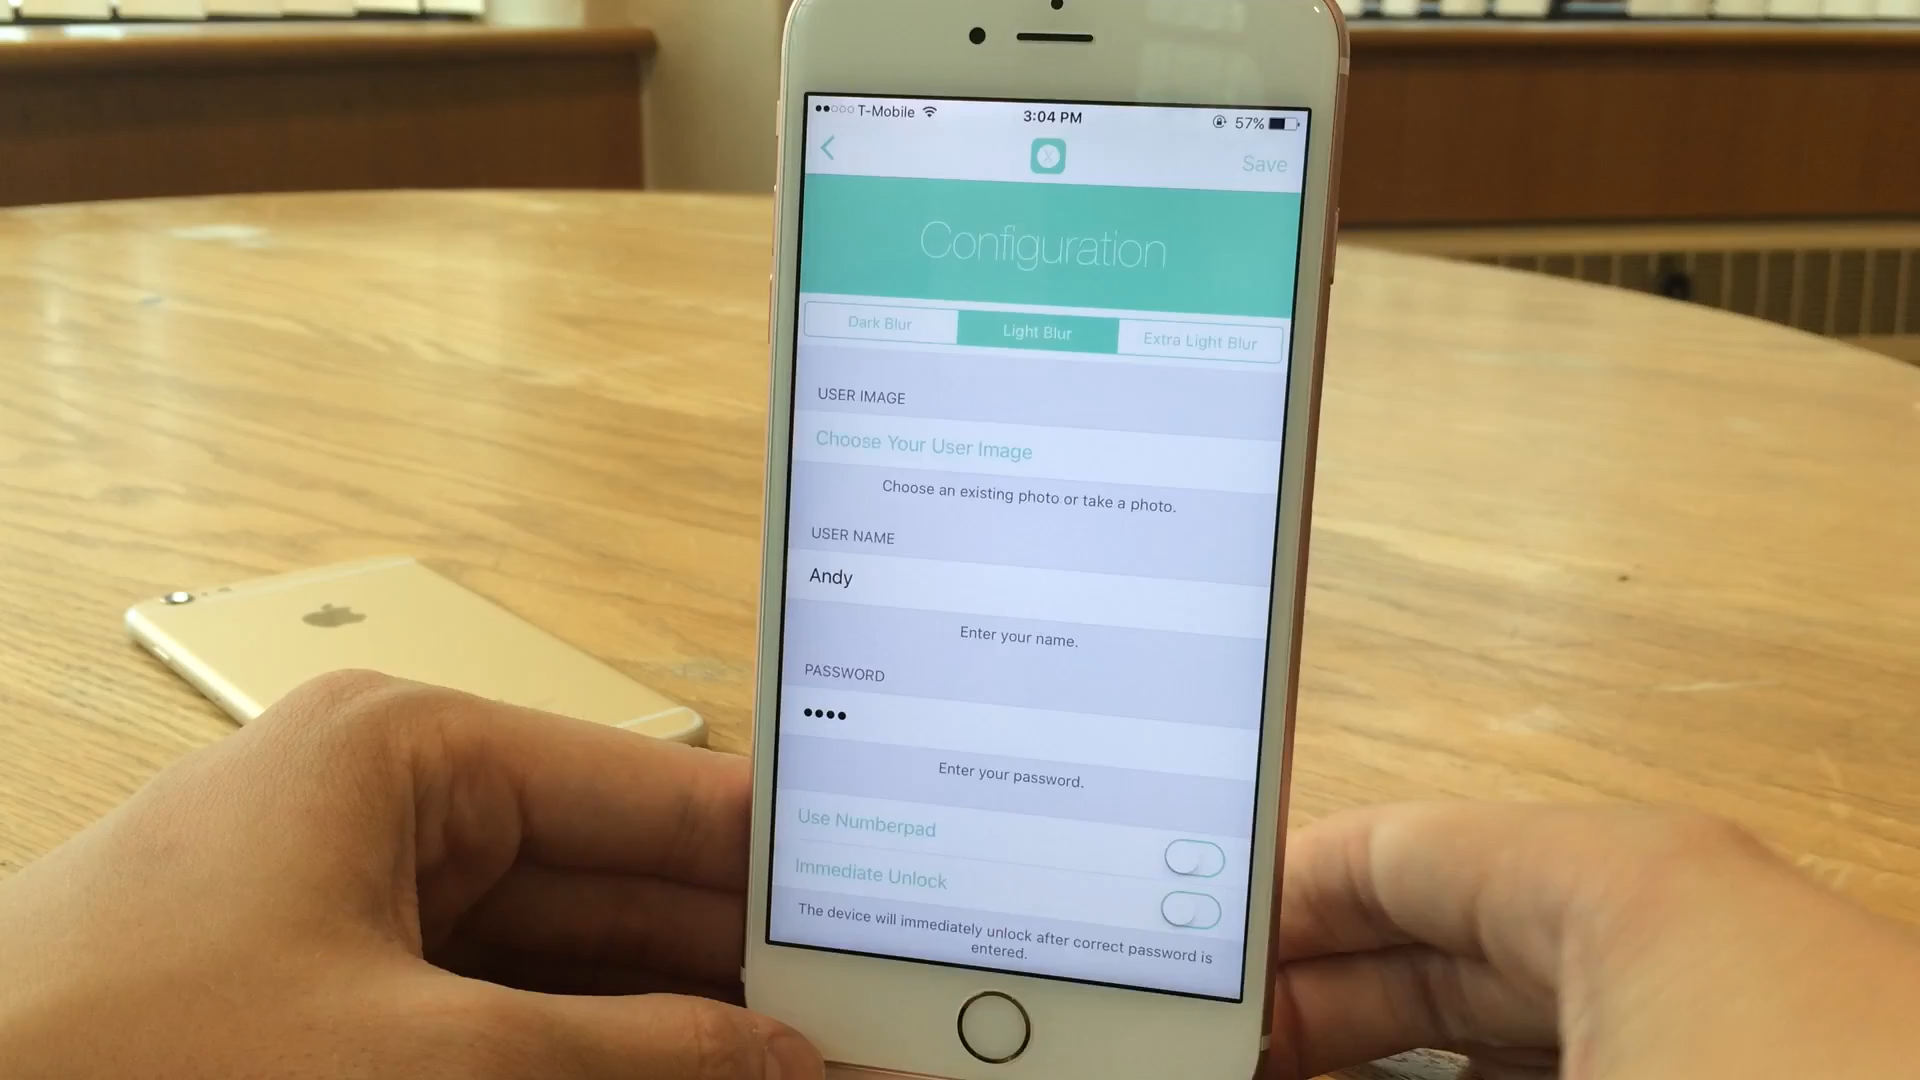 T-Mobile
3:04 PM
57%
Save
Configuration
Dark Blur
Light Blur
Extra Light Blur
USER IMAGE
Choose Your User Image
Choose an existing photo or take a photo.
USER NAME
Andy
Enter your name.
PASSWORD
••••
Enter your password.
Use Numberpad
Immediate Unlock
The device will immediately unlock after correct password is
entered.